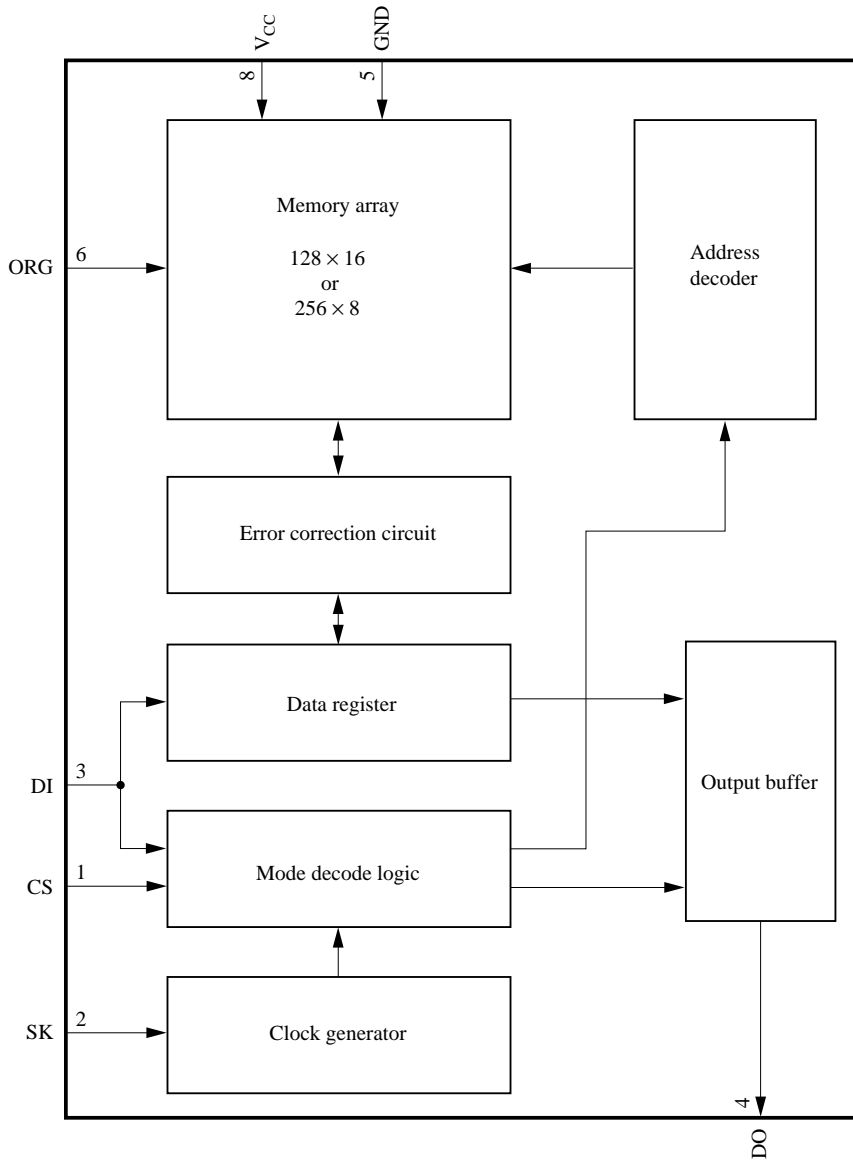 V_CC
GND
8
5
Memory array
128 × 16
or
256 × 8
Address
decoder
ORG
6
Error correction circuit
Data register
DI
3
Output buffer
Mode decode logic
CS
1
SK
2
Clock generator
4
DO